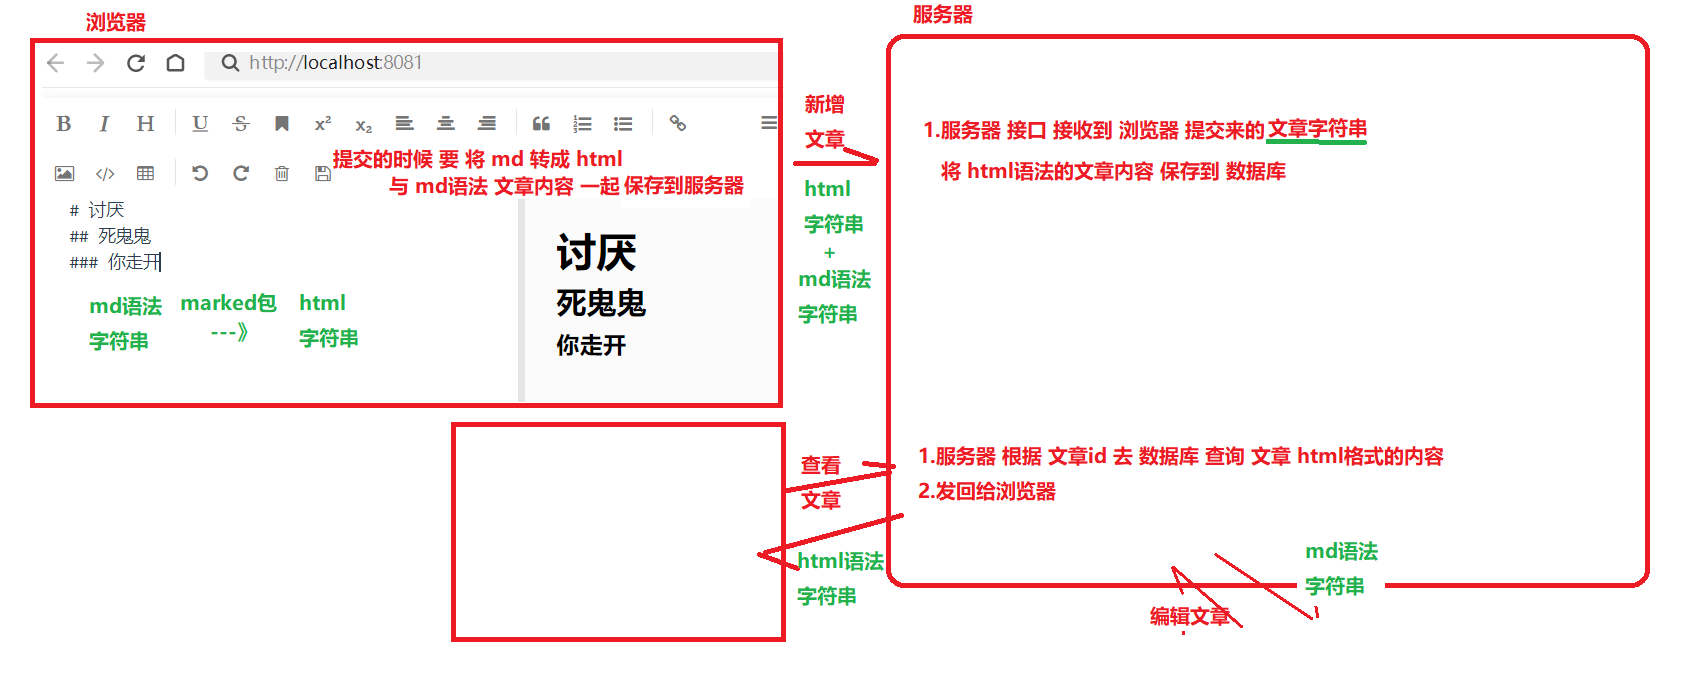 浏览器
http://localhost:8081
B I H U S x² x₂
提交的时候 要 将 md 转成 html
与 md语法 文章内容 一起 保存到服务器
# 讨厌
## 死鬼鬼
### 你走开
讨厌
死鬼鬼
你走开
md语法
字符串
marked包
---》
html
字符串
新增
文章
html
字符串
+
md语法
字符串
服务器
1.服务器 接口 接收到 浏览器 提交来的 文章字符串
将 html语法的文章内容 保存到 数据库
查看
文章
html语法
字符串
1.服务器 根据 文章id 去 数据库 查询 文章 html格式的内容
2.发回给浏览器
md语法
字符串
编辑文章